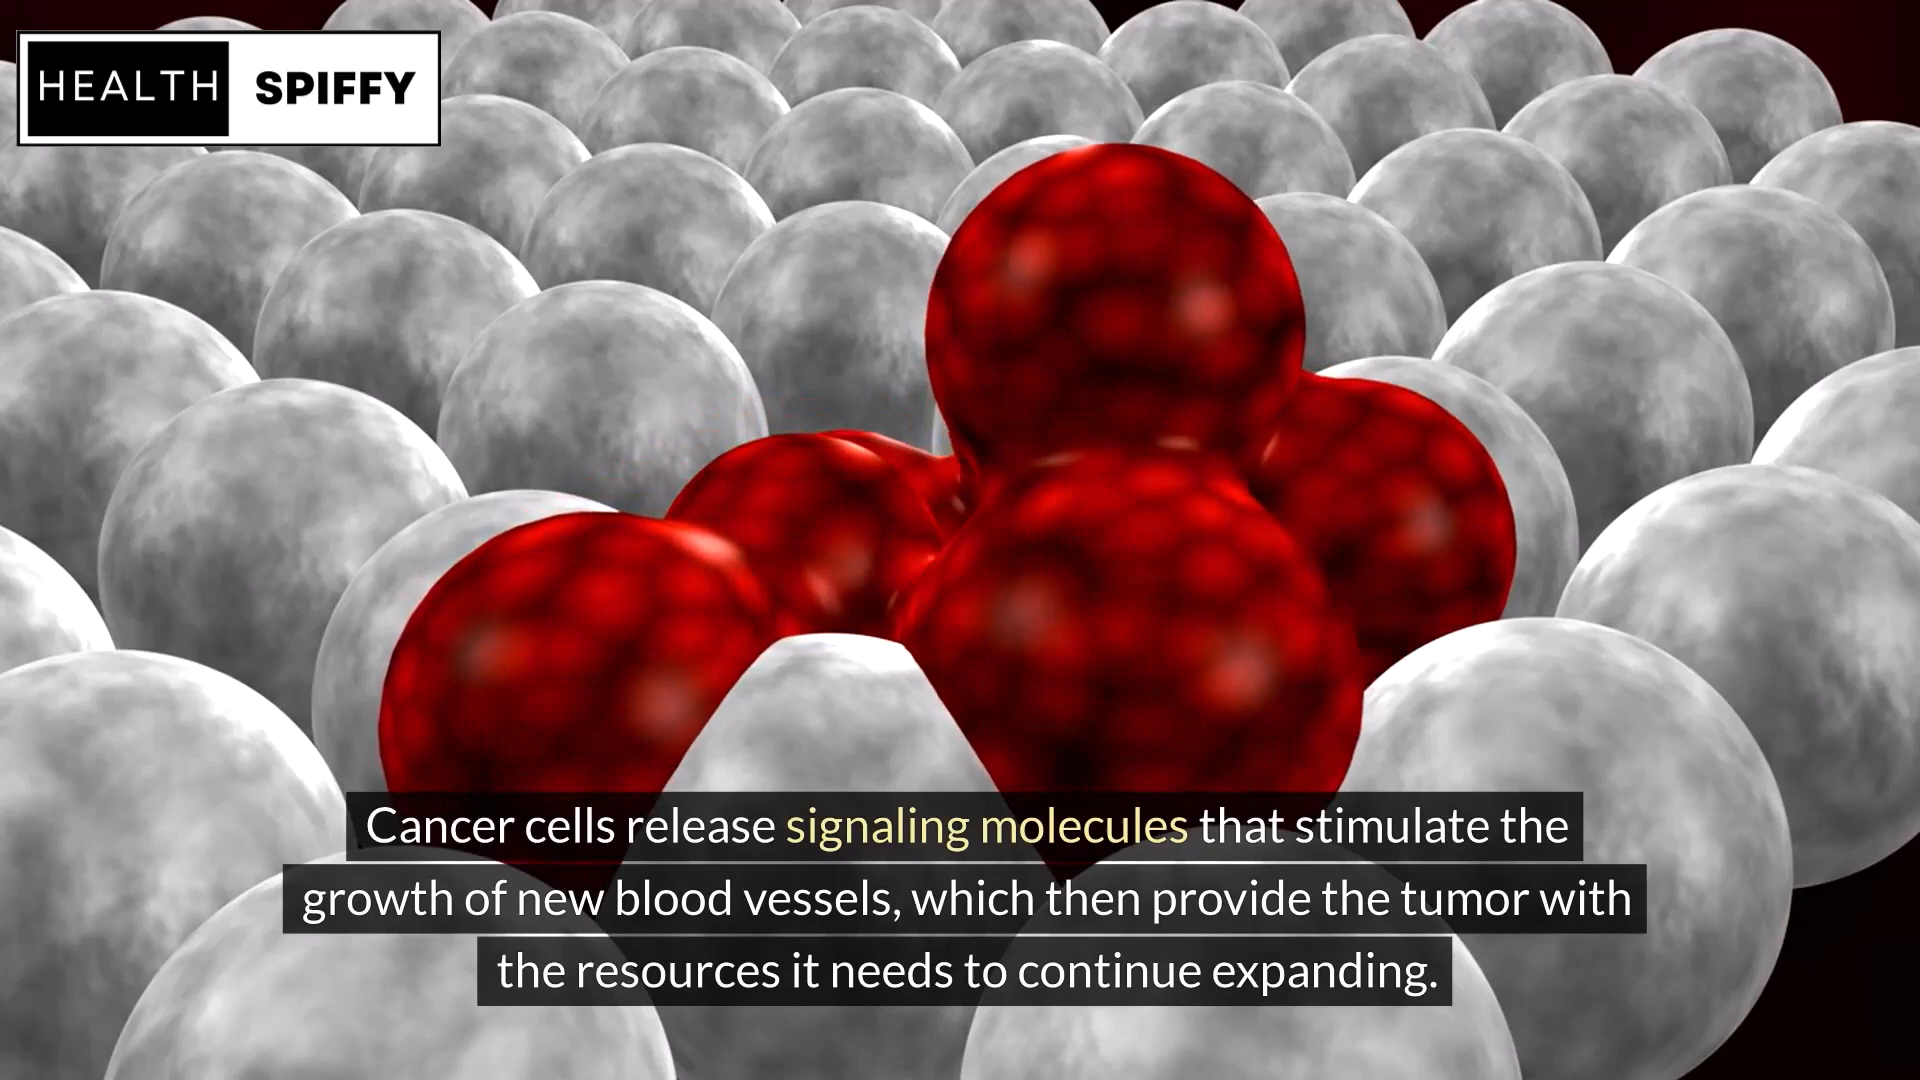 HEALTH SPIFFY
Cancer cells release signaling molecules that stimulate the
growth of new blood vessels, which then provide the tumor with
the resources it needs to continue expanding.